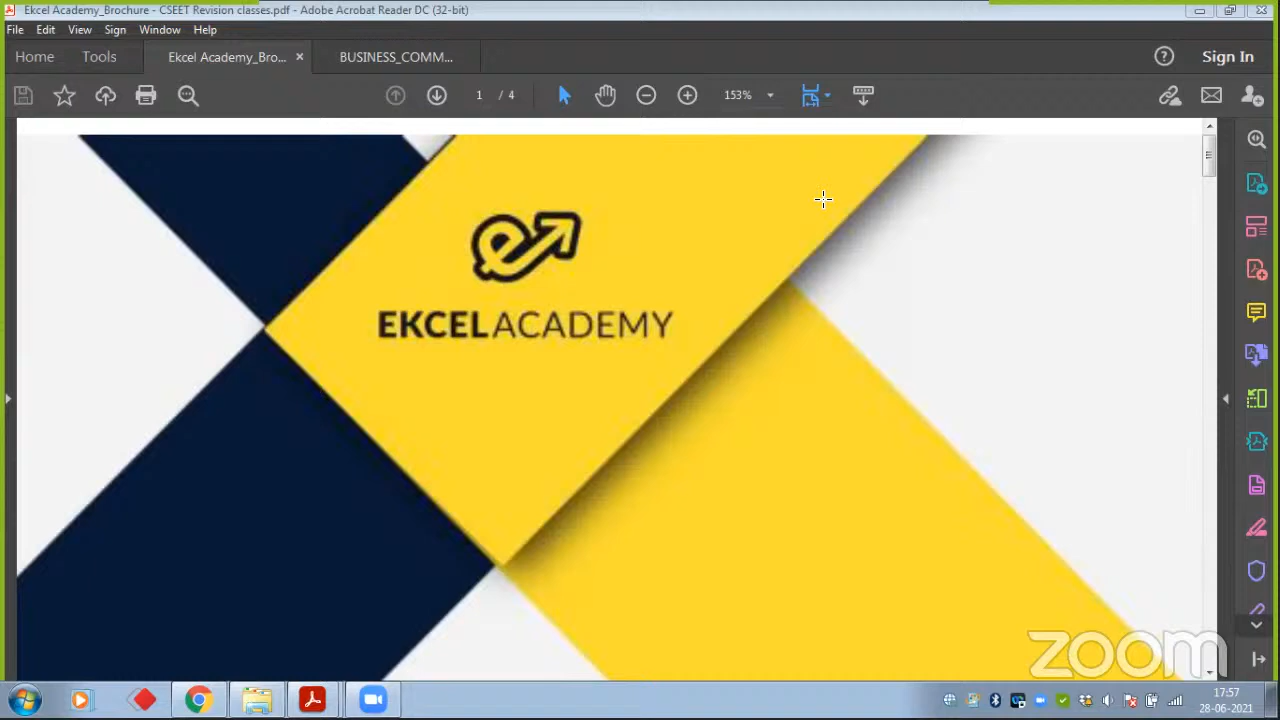 Ekcel Academy_Brochure - CSEET Revision classes.pdf - Adobe Acrobat Reader DC (32-bit)
File Edit View Sign Window Help
Home Tools Ekcel Academy_Bro... × BUSINESS_COMM... Sign In
1 / 4 153%
EKCELACADEMY
zoom
17:57
28-06-2021